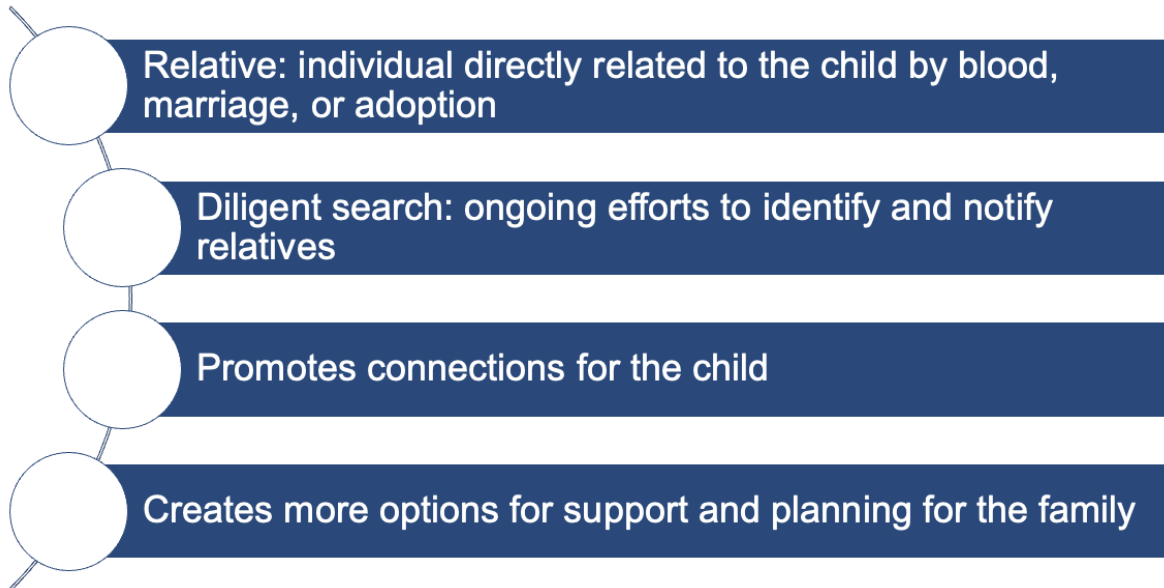 Relative: individual directly related to the child by blood,
marriage, or adoption
Diligent search: ongoing efforts to identify and notify
relatives
Promotes connections for the child
Creates more options for support and planning for the family